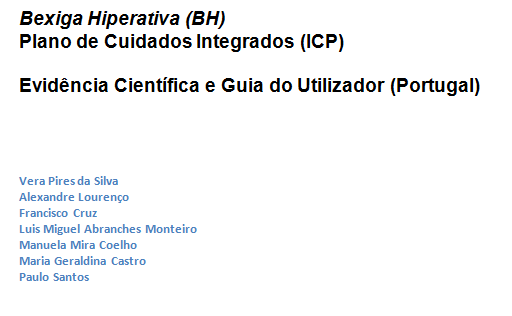 Bexiga Hiperativa (BH)
Plano de Cuidados Integrados (ICP)
Evidência Científica e Guia do Utilizador (Portugal)
Vera Pires da Silva
Alexandre Lourenço
Francisco Cruz
Luis Miguel Abranches Monteiro
Manuela Mira Coelho
Maria Geraldina Castro
Paulo Santos